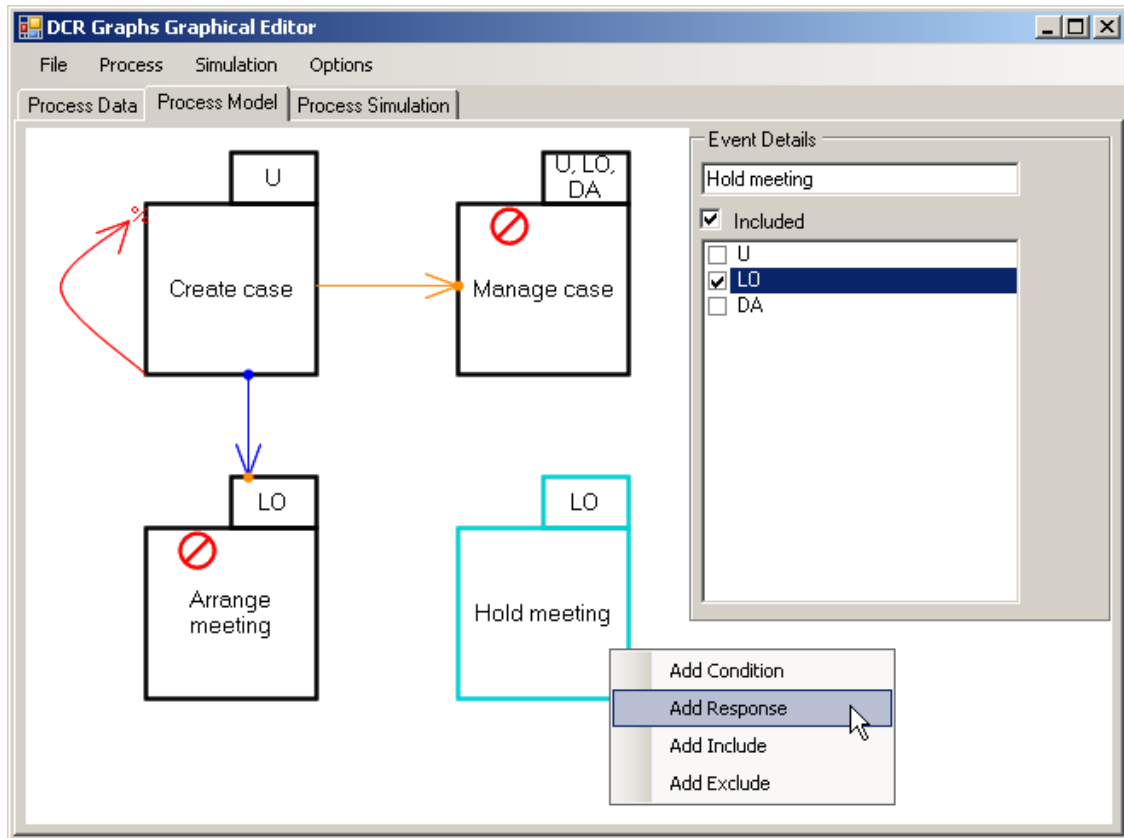 DCR Graphs Graphical Editor
File Process Simulation Options
Process Data Process Model Process Simulation
U
U, LO,
DA
%
Create case
Manage case
LO
Arrange
meeting
LO
Hold meeting
Event Details
Hold meeting
Included
U
LO
DA
Add Condition
Add Response
Add Include
Add Exclude